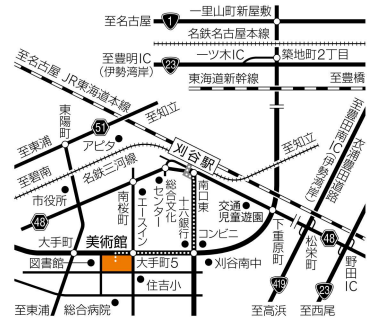 一里山町新屋敷
至名古屋
1
名鉄名古屋本線
至豊明IC
(伊勢湾岸)
23
一ツ木IC
築地町2丁目
東海道新幹線
至豊橋
至名古屋
JR東海道本線
至知立
51
東陽町
アピタ
至東浦
刈谷駅
至知立
至豊田南IC
(伊勢湾岸)
衣浦豊田道路
至碧南
名鉄三河線
市役所
48
南桜町
エースイン
総合文化
センター
十六銀行
南口東
交通
児童遊園
コンビニ
下重原町
松栄町
48
野田IC
大手町
美術館
図書館
大手町5
刈谷南中
住吉小
419
23
至東浦
総合病院
至高浜
至西尾